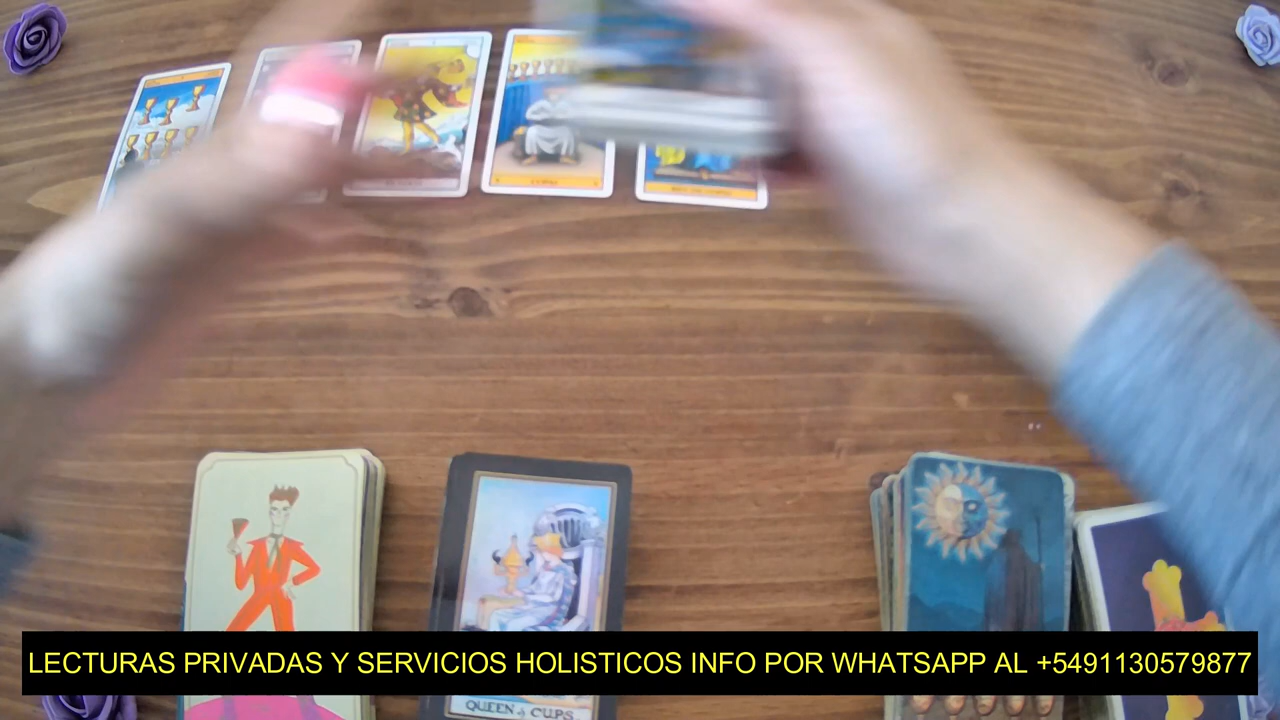 LECTURAS PRIVADAS Y SERVICIOS HOLISTICOS INFO POR WHATSAPP AL +5491130579877
QUEEN of CUPS.